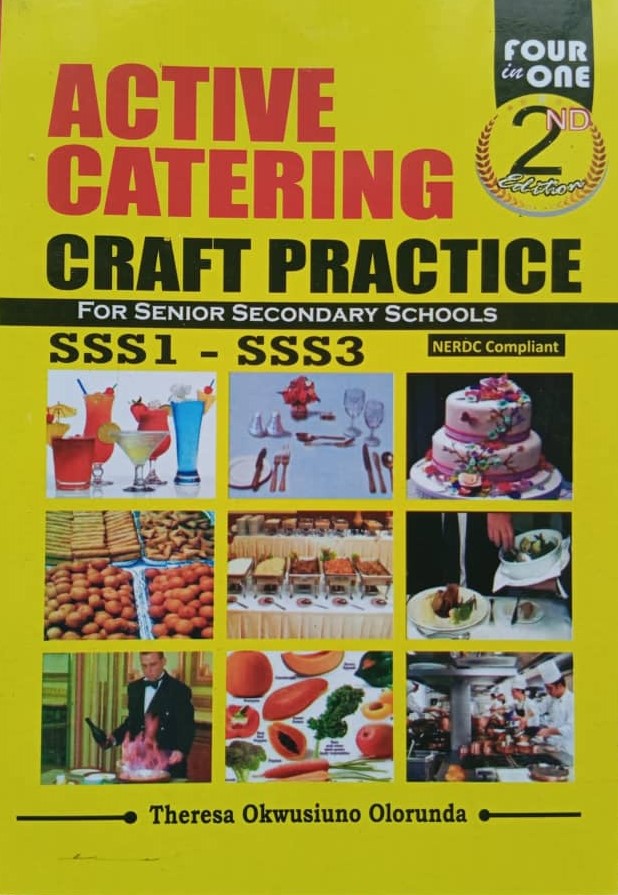 FOUR
in ONE
2ND
Edition
ACTIVE
CATERING
CRAFT PRACTICE
FOR SENIOR SECONDARY SCHOOLS
SSS1 - SSS3
NERDC Compliant
Theresa Okwusiuno Olorunda